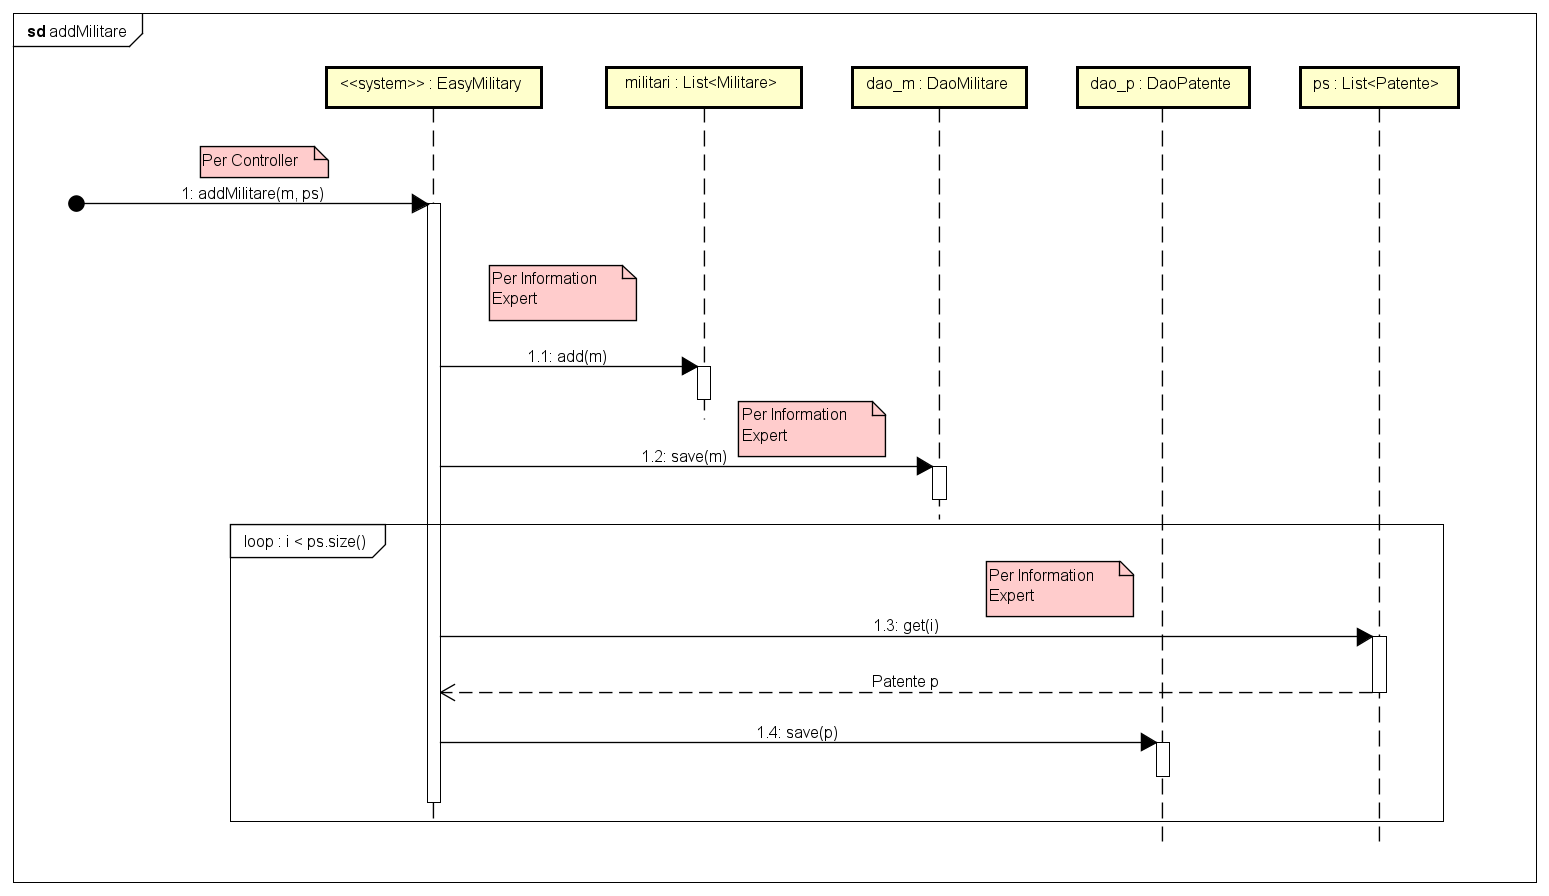 sd addMilitare
<<system>> : EasyMilitary
militari : List<Militare>
dao_m : DaoMilitare
dao_p : DaoPatente
ps : List<Patente>
Per Controller
1: addMilitare(m, ps)
Per Information
Expert
1.1: add(m)
Per Information
Expert
1.2: save(m)
loop : i < ps.size()
Per Information
Expert
1.3: get(i)
Patente p
1.4: save(p)